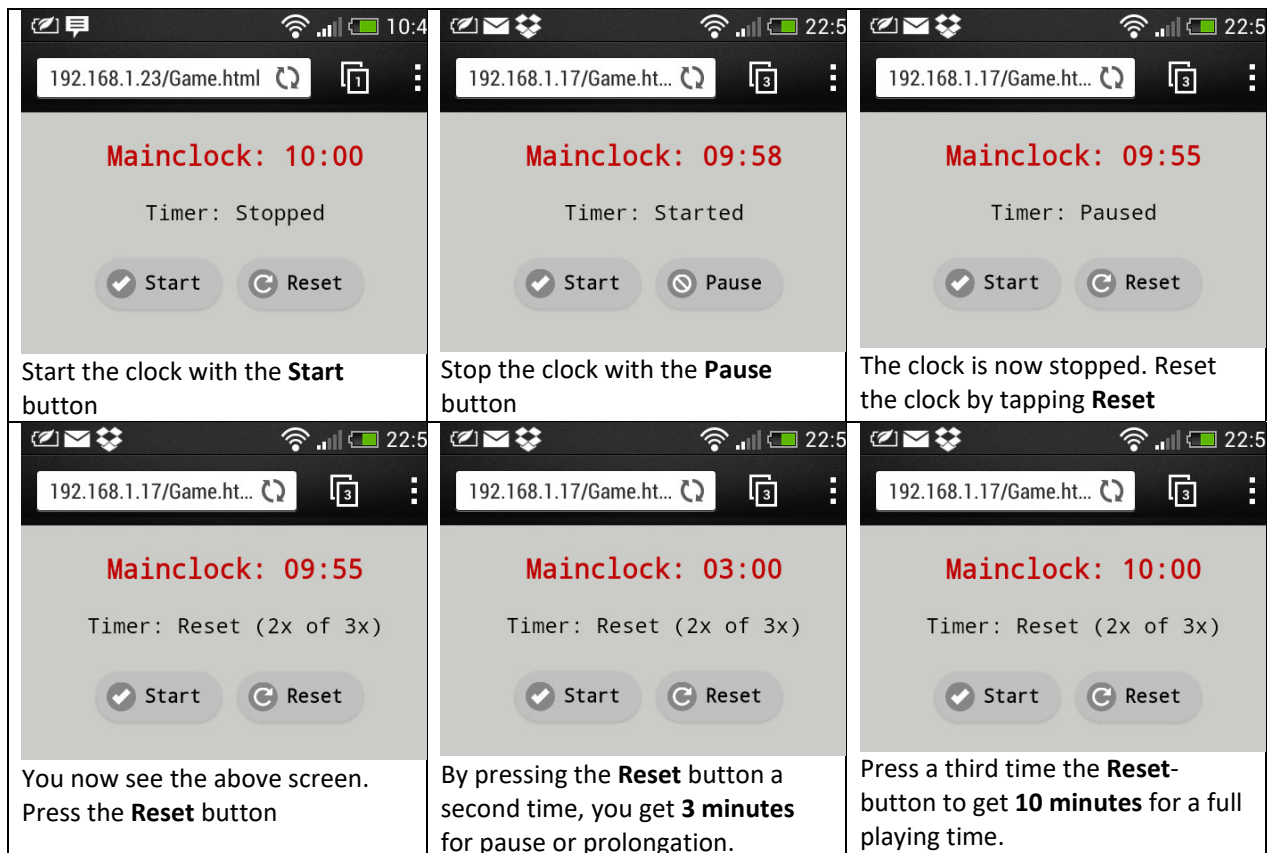 10:4
192.168.1.23/Game.html
1
Mainclock: 10:00
Timer: Stopped
Start
Reset
Start the clock with the Start
button
22:5
192.168.1.17/Game.ht...
3
Mainclock: 09:58
Timer: Started
Start
Pause
Stop the clock with the Pause
button
22:5
192.168.1.17/Game.ht...
3
Mainclock: 09:55
Timer: Paused
Start
Reset
The clock is now stopped. Reset
the clock by tapping Reset
22:5
192.168.1.17/Game.ht...
3
Mainclock: 09:55
Timer: Reset (2x of 3x)
Start
Reset
You now see the above screen.
Press the Reset button
22:5
192.168.1.17/Game.ht...
3
Mainclock: 03:00
Timer: Reset (2x of 3x)
Start
Reset
By pressing the Reset button a
second time, you get 3 minutes
for pause or prolongation.
22:5
192.168.1.17/Game.ht...
3
Mainclock: 10:00
Timer: Reset (2x of 3x)
Start
Reset
Press a third time the Reset-
button to get 10 minutes for a full
playing time.